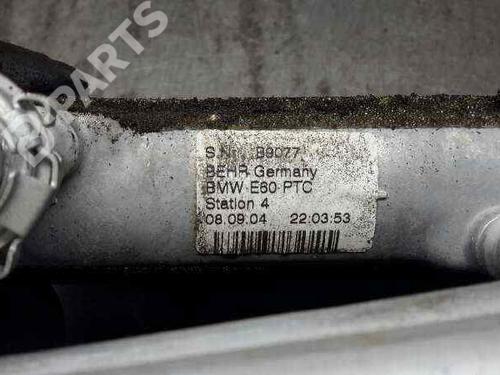 PARTS
S.Nr.: B9077
BEHR Germany
BMW E60 PTC
Station 4
08.09.04 22:03:53